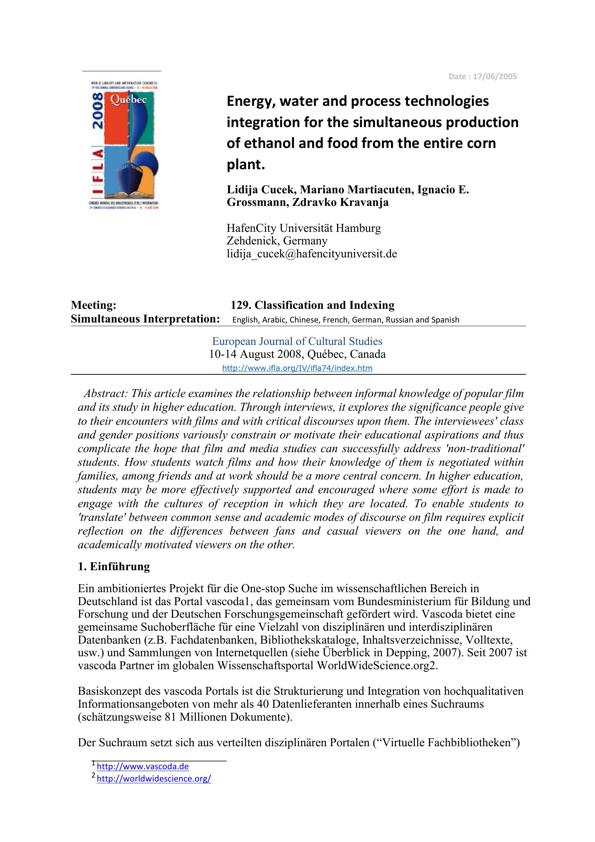 Date : 17/06/2005
WORLD LIBRARY AND INFORMATION CONGRESS:
Québec
IFLA 2008
Energy, water and process technologies
integration for the simultaneous production
of ethanol and food from the entire corn
plant.
Lidija Cucek, Mariano Martiacuten, Ignacio E.
Grossmann, Zdravko Kravanja
HafenCity Universität Hamburg
Zehdenick, Germany
lidija_cucek@hafencityuniversit.de
Meeting: 129. Classification and Indexing
Simultaneous Interpretation: English, Arabic, Chinese, French, German, Russian and Spanish
European Journal of Cultural Studies
10-14 August 2008, Québec, Canada
http://www.ifla.org/IV/ifla74/index.htm
Abstract: This article examines the relationship between informal knowledge of popular film
and its study in higher education. Through interviews, it explores the significance people give
to their encounters with films and with critical discourses upon them. The interviewees' class
and gender positions variously constrain or motivate their educational aspirations and thus
complicate the hope that film and media studies can successfully address 'non-traditional'
students. How students watch films and how their knowledge of them is negotiated within
families, among friends and at work should be a more central concern. In higher education,
students may be more effectively supported and encouraged where some effort is made to
engage with the cultures of reception in which they are located. To enable students to
'translate' between common sense and academic modes of discourse on film requires explicit
reflection on the differences between fans and casual viewers on the one hand, and
academically motivated viewers on the other.
1. Einführung
Ein ambitioniertes Projekt für die One-stop Suche im wissenschaftlichen Bereich in
Deutschland ist das Portal vascoda1, das gemeinsam vom Bundesministerium für Bildung und
Forschung und der Deutschen Forschungsgemeinschaft gefördert wird. Vascoda bietet eine
gemeinsame Suchoberfläche für eine Vielzahl von disziplinären und interdisziplinären
Datenbanken (z.B. Fachdatenbanken, Bibliothekskataloge, Inhaltsverzeichnisse, Volltexte,
usw.) und Sammlungen von Internetquellen (siehe Überblick in Depping, 2007). Seit 2007 ist
vascoda Partner im globalen Wissenschaftsportal WorldWideScience.org2.
Basiskonzept des vascoda Portals ist die Strukturierung und Integration von hochqualitativen
Informationsangeboten von mehr als 40 Datenlieferanten innerhalb eines Suchraums
(schätzungsweise 81 Millionen Dokumente).
Der Suchraum setzt sich aus verteilten disziplinären Portalen (“Virtuelle Fachbibliotheken”)
1 http://www.vascoda.de
2 http://worldwidescience.org/